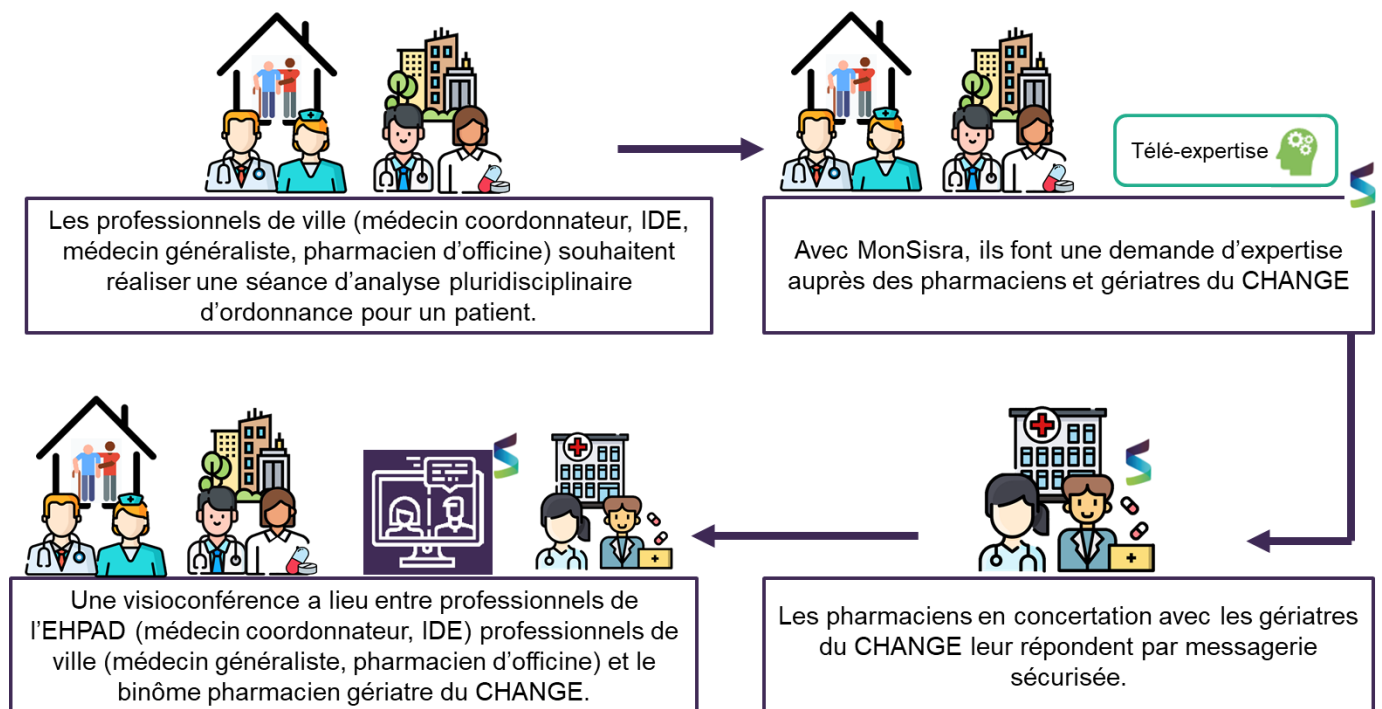 Les professionnels de ville (médecin coordonnateur, IDE,
médecin généraliste, pharmacien d'officine) souhaitent
réaliser une séance d'analyse pluridisciplinaire
d'ordonnance pour un patient.
Télé-expertise
Avec MonSisra, ils font une demande d'expertise
auprès des pharmaciens et gériatres du CHANGE
Les pharmaciens en concertation avec les gériatres
du CHANGE leur répondent par messagerie
sécurisée.
Une visioconférence a lieu entre professionnels de
l'EHPAD (médecin coordonnateur, IDE) professionnels de
ville (médecin généraliste, pharmacien d'officine) et le
binôme pharmacien gériatre du CHANGE.